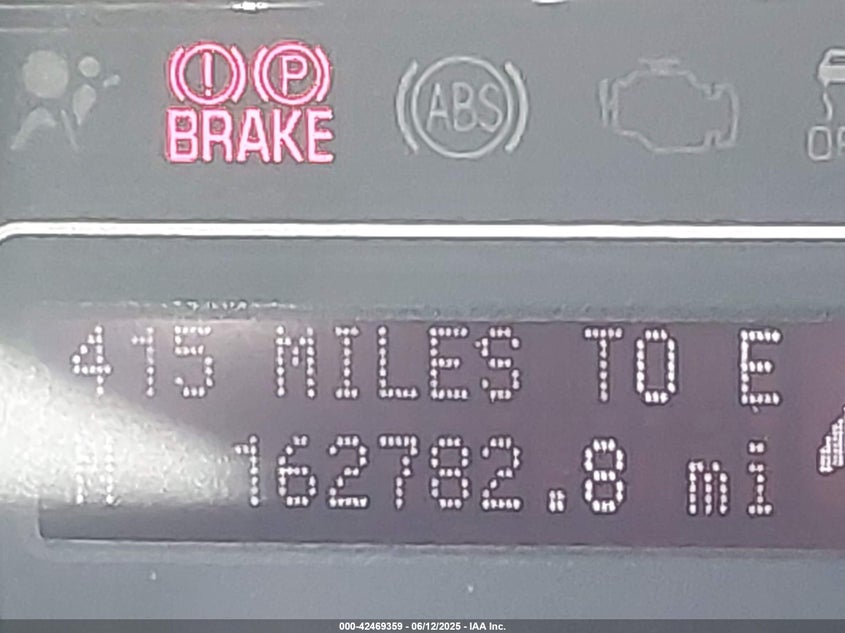 ! P
BRAKE
ABS
415 MILES TO E
162782.8 mi
000-42469359 - 06/12/2025 - IAA Inc.